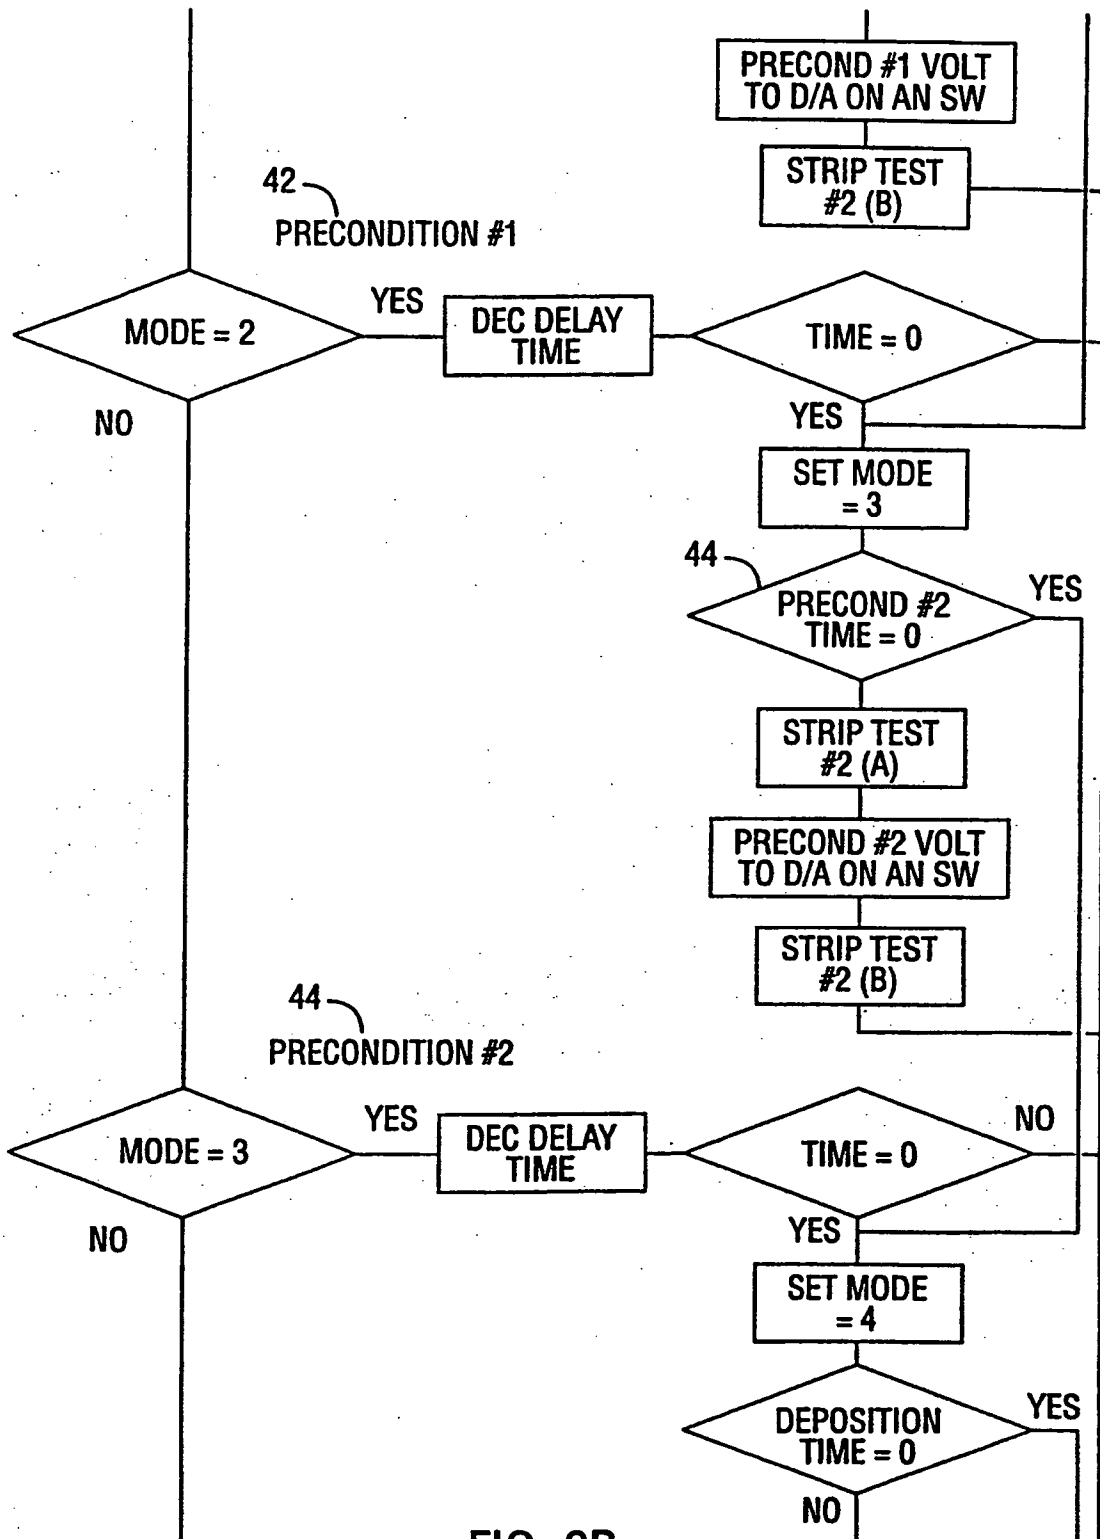 PRECOND #1 VOLT
TO D/A ON AN SW
STRIP TEST
#2 (B)
42
PRECONDITION #1
MODE = 2
YES
DEC DELAY
TIME
TIME = 0
NO
YES
SET MODE
= 3
44
PRECOND #2
TIME = 0
YES
STRIP TEST
#2 (A)
PRECOND #2 VOLT
TO D/A ON AN SW
STRIP TEST
#2 (B)
44
PRECONDITION #2
MODE = 3
YES
DEC DELAY
TIME
TIME = 0
NO
NO
YES
SET MODE
= 4
DEPOSITION
TIME = 0
YES
NO